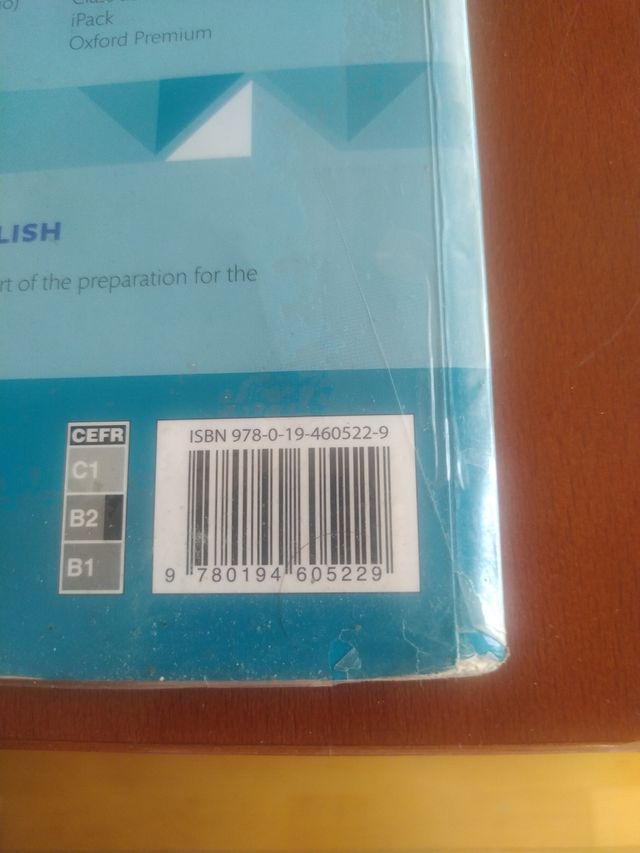 iPack
Oxford Premium
LISH
rt of the preparation for the
CEFR
C1
B2
B1
ISBN 978-0-19-460522-9
9 780194 605229